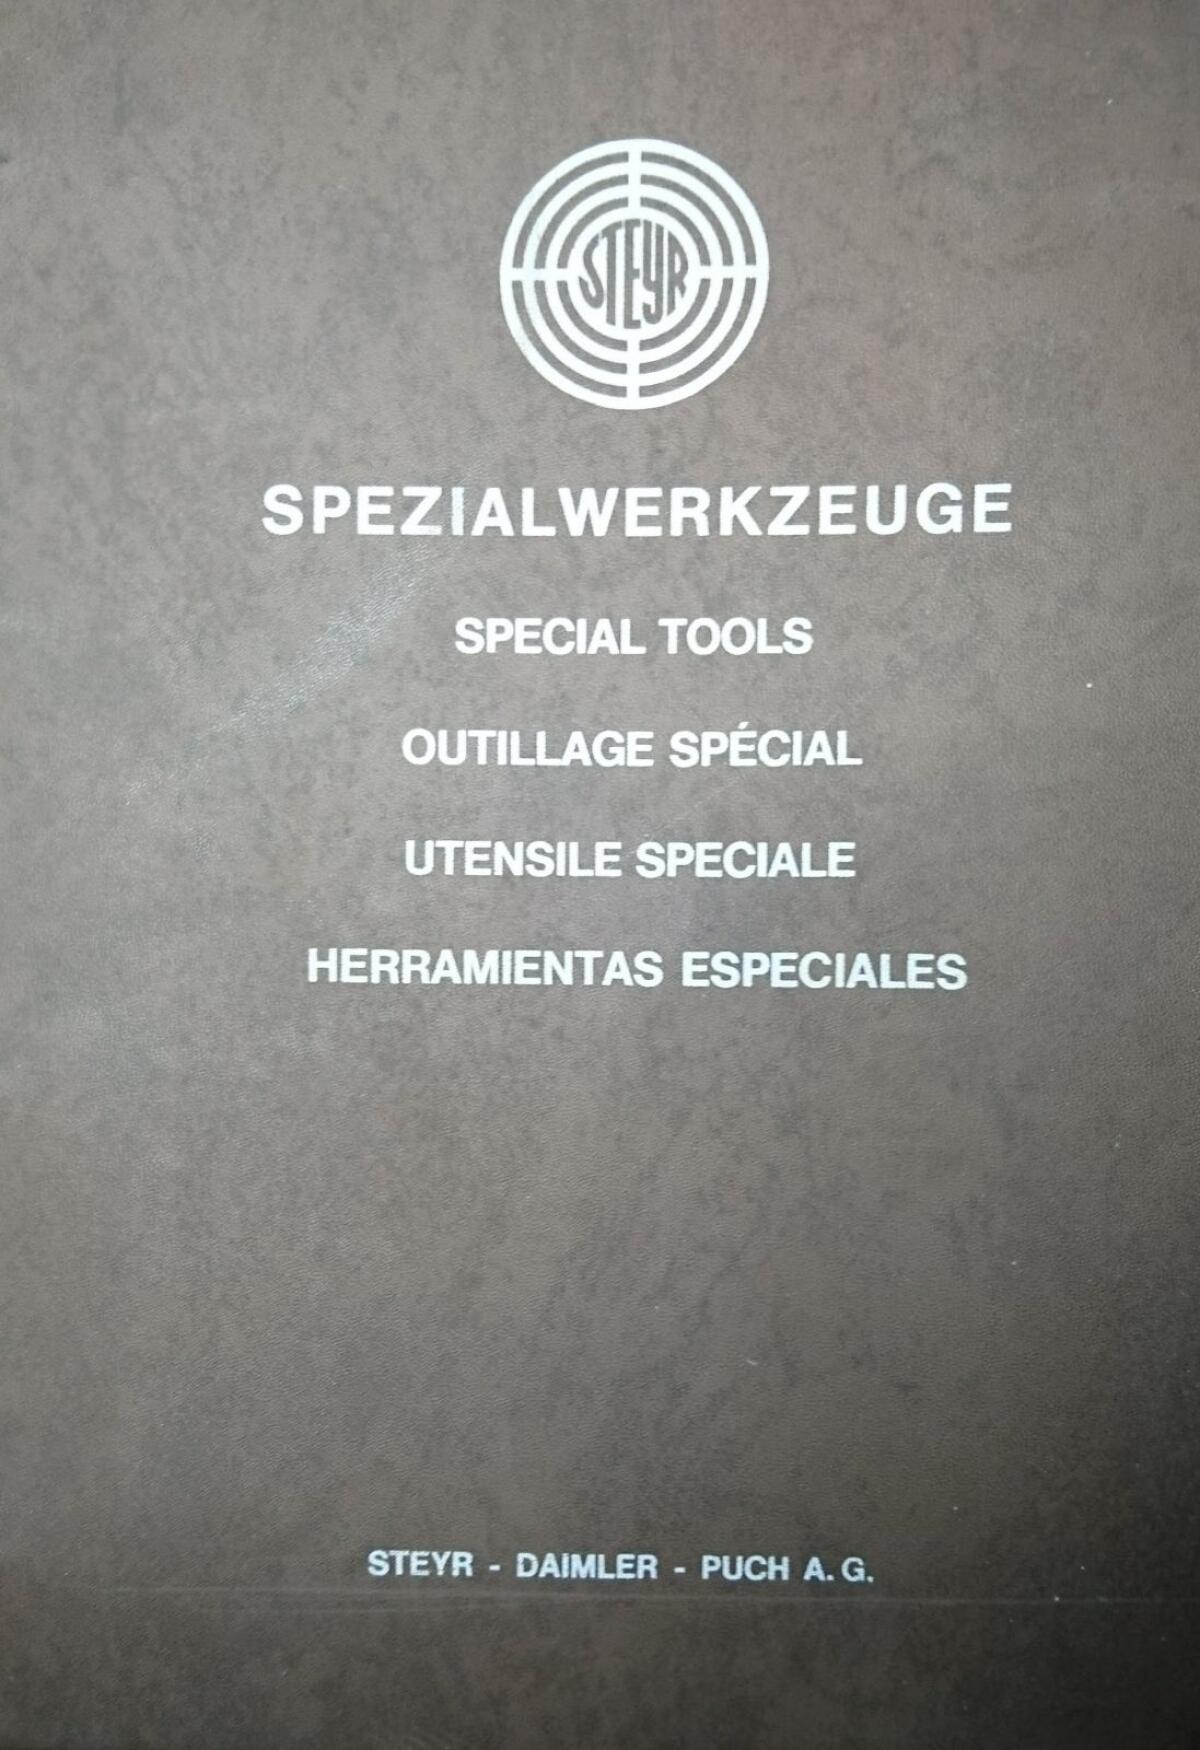 STEYR
SPEZIALWERKZEUGE
SPECIAL TOOLS
OUTILLAGE SPÉCIAL
UTENSILE SPECIALE
HERRAMIENTAS ESPECIALES
STEYR - DAIMLER - PUCH A. G.